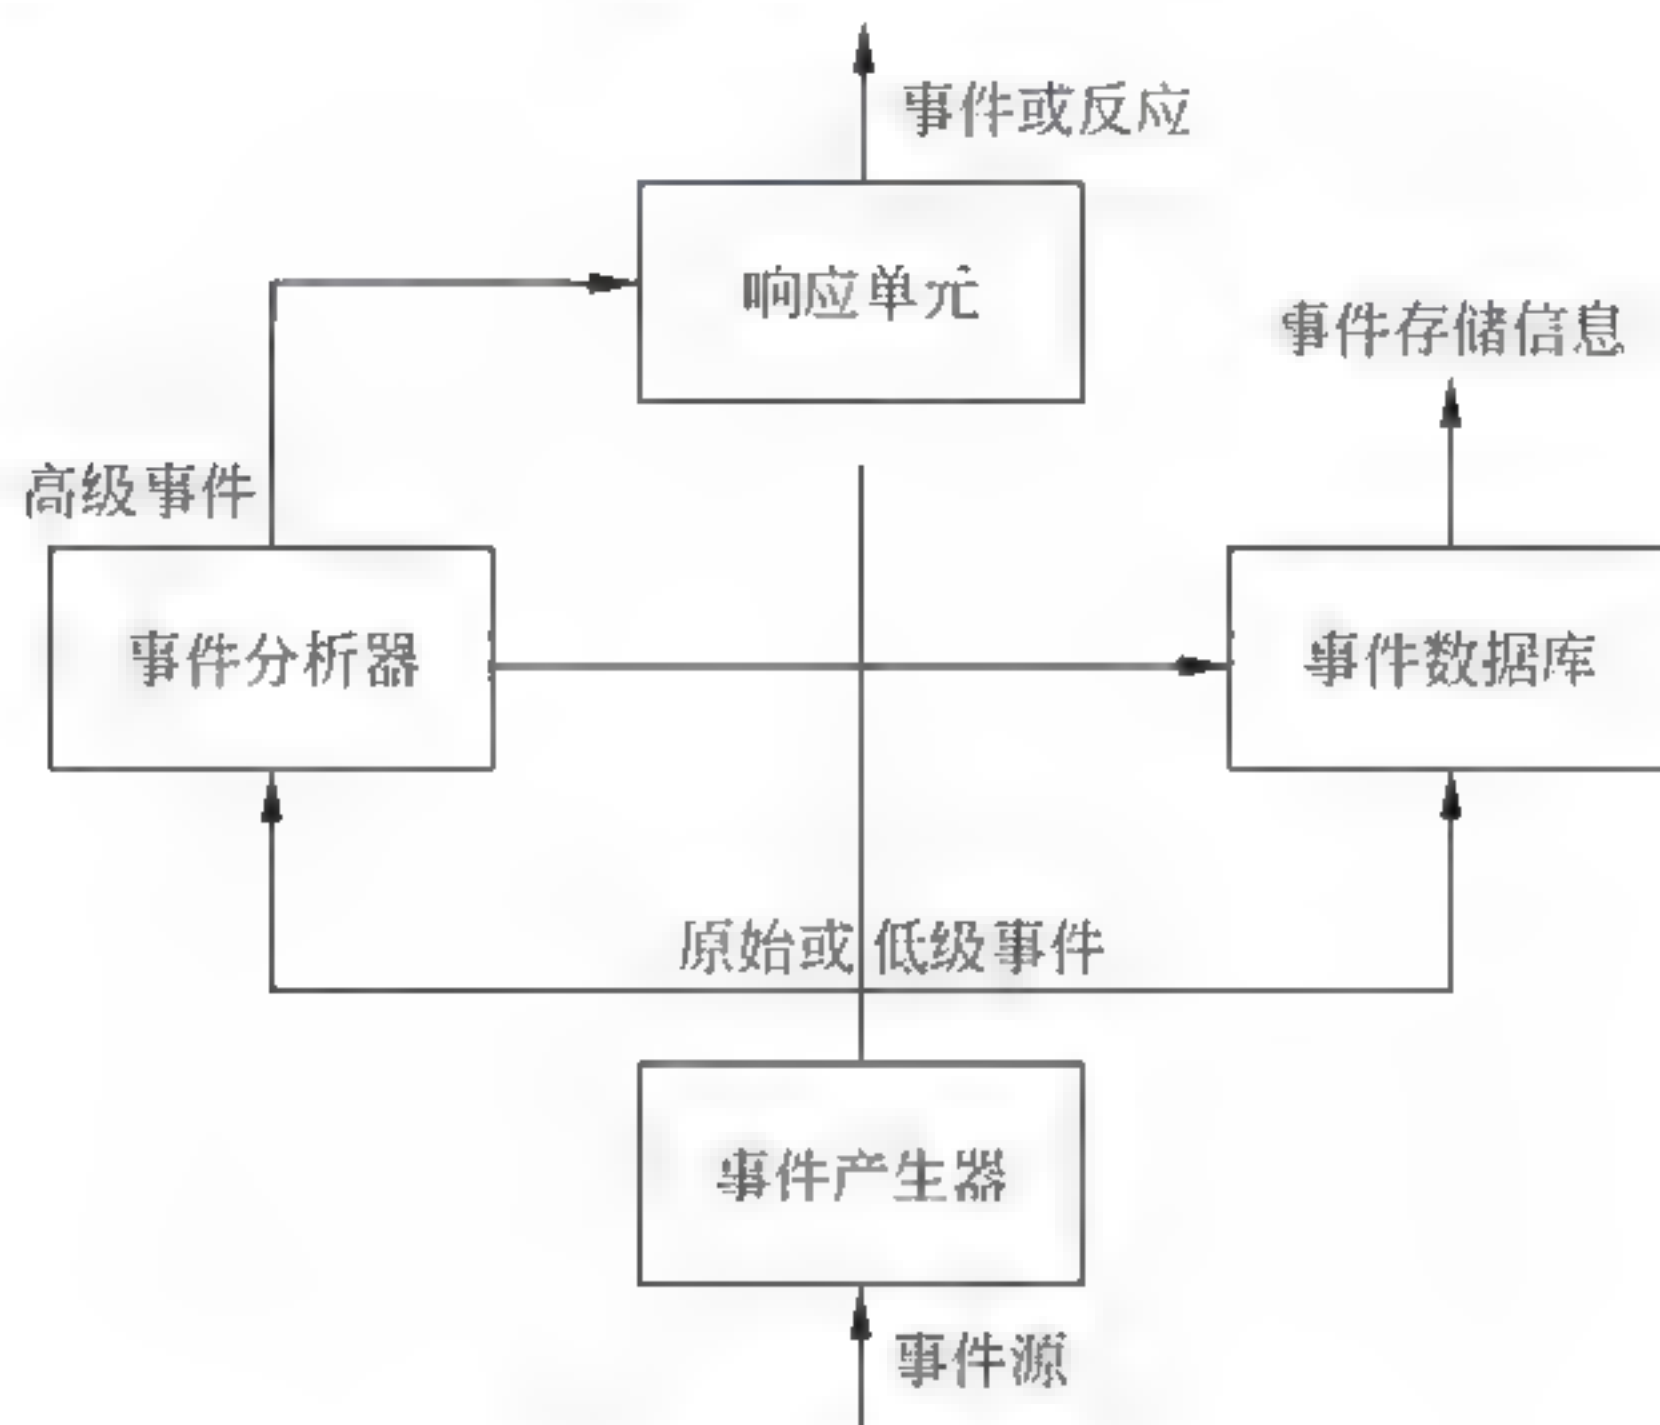 事件或反应
响应单元
事件存储信息
高级事件
事件分析器
事件数据库
原始或低级事件
事件产生器
事件源